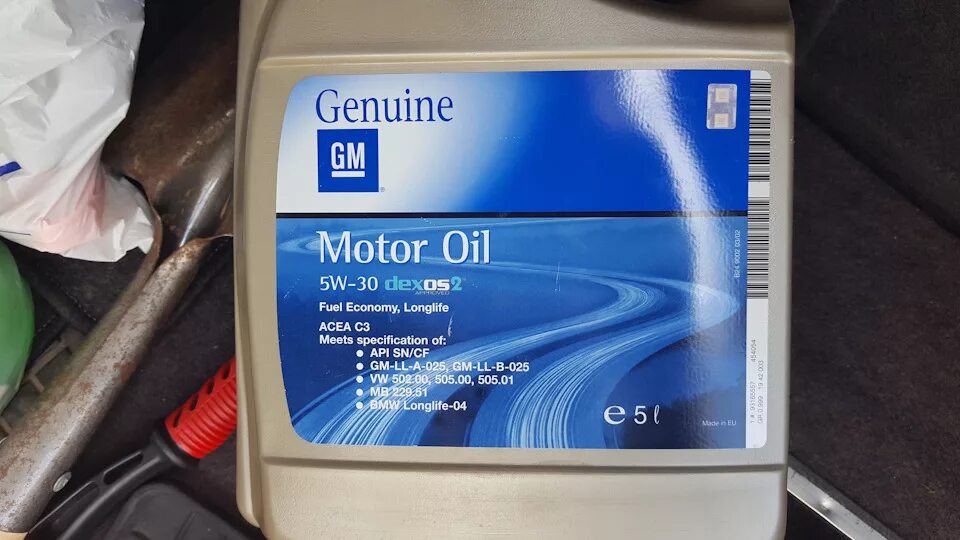 Genuine
GM
Motor Oil
5W-30 dexos2
APPROVED
Fuel Economy, Longlife
ACEA C3
Meets specification of:
● API SN/CF
● GM-LL-A-025, GM-LL-B-025
● VW 502.00, 505.00, 505.01
● MB 229.51
● BMW Longlife-04
e 5 l
Made in EU